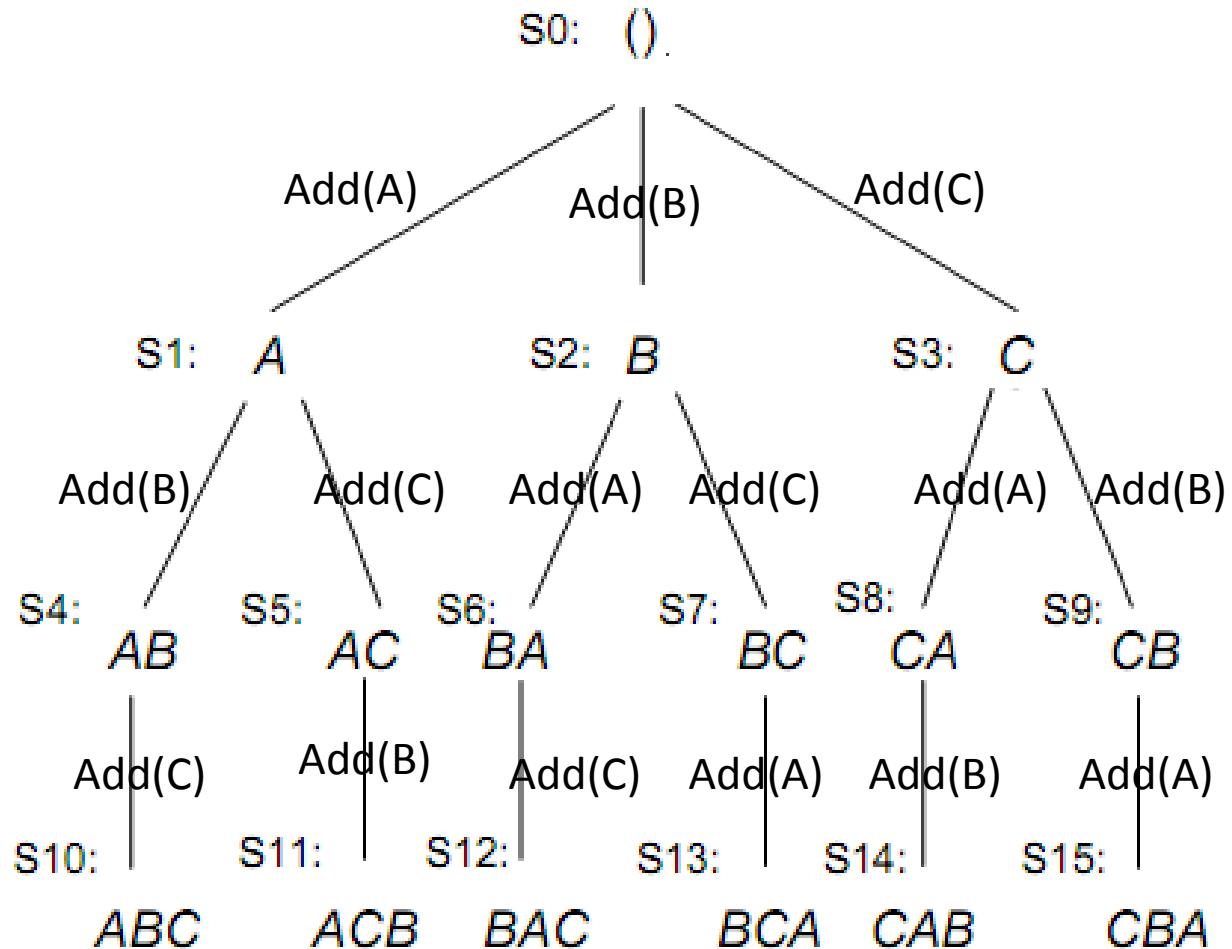 S0: ()
Add(A) Add(B) Add(C)
S1: A S2: B S3: C
Add(B) Add(C) Add(A) Add(C) Add(A) Add(B)
S4: S5: S6: S7: S8: S9:
AB AC BA BC CA CB
Add(C) Add(B) Add(C) Add(A) Add(B) Add(A)
S10: S11: S12: S13: S14: S15:
ABC ACB BAC BCA CAB CBA